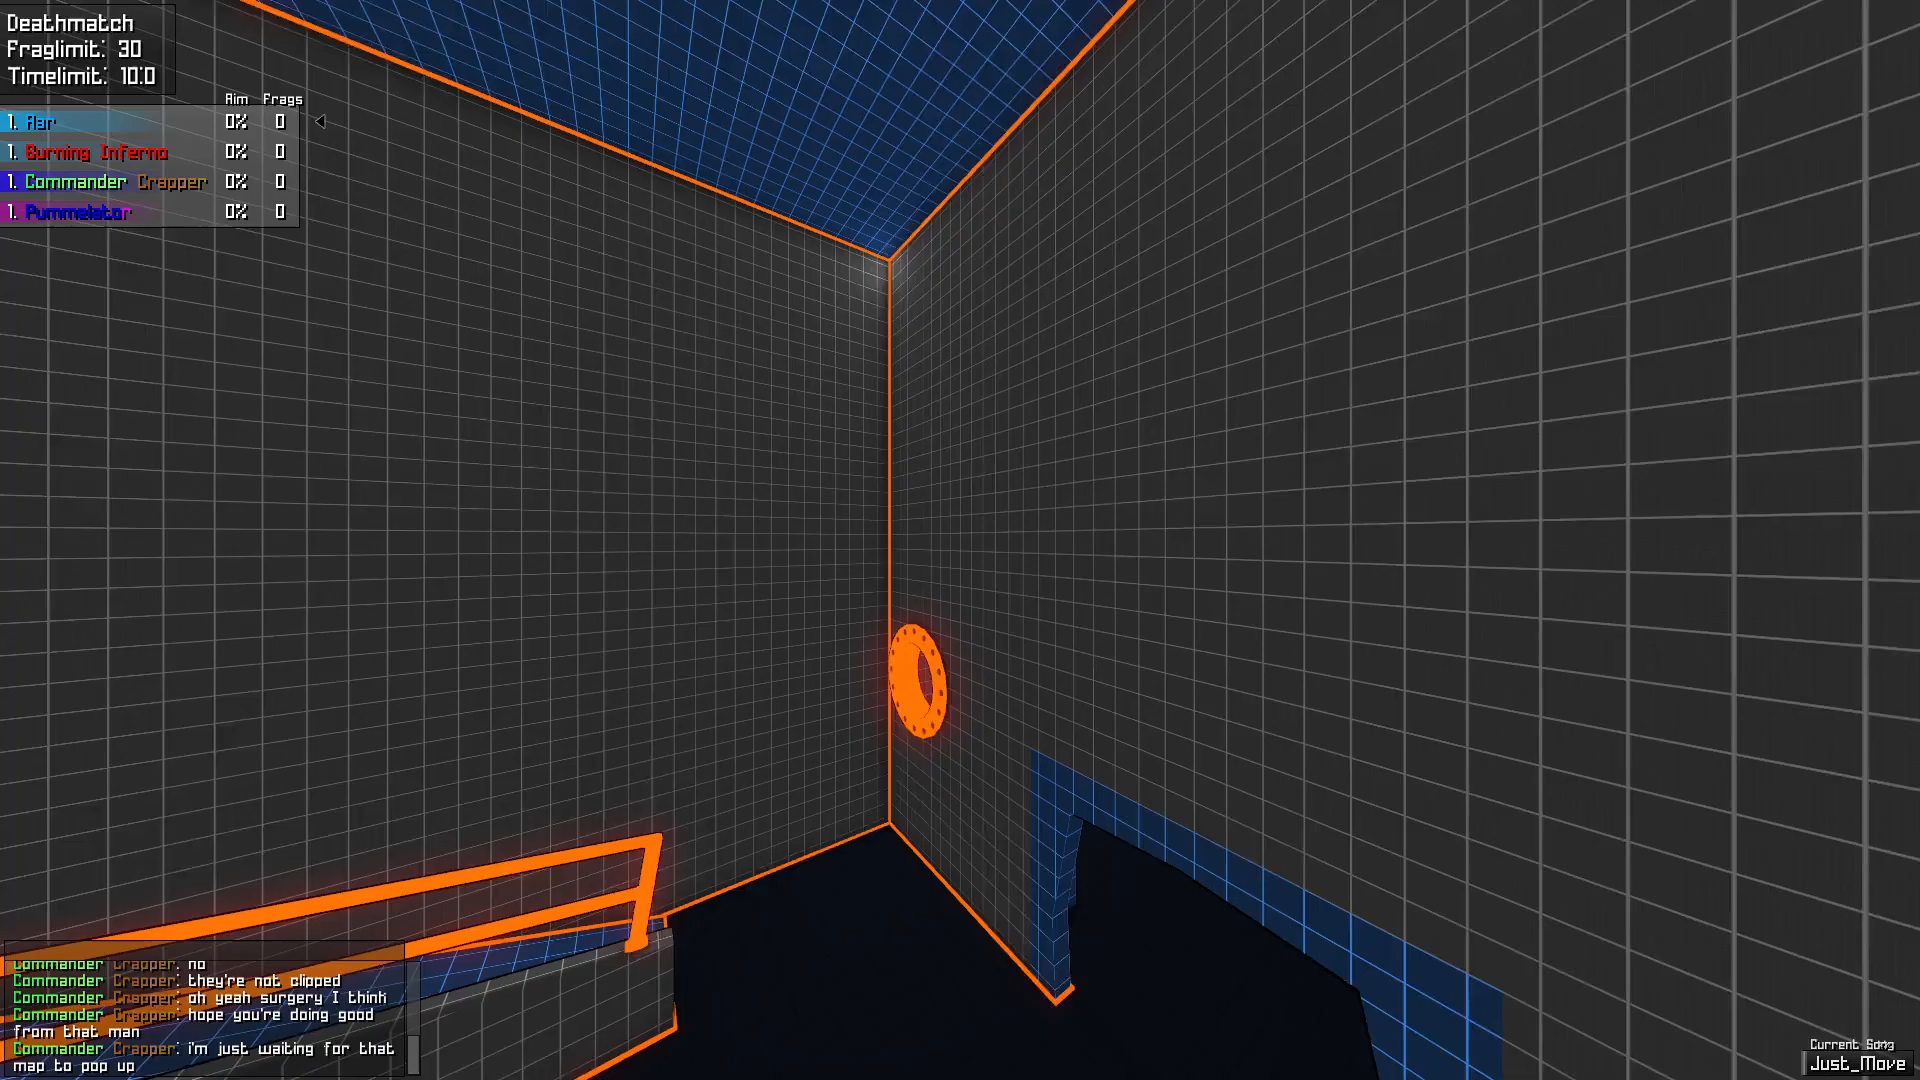 Deathmatch
Fraglimit: 30
Timelimit: 10:0
Aim Frags
1. Aar 0% 0
1. Burning Inferno 0% 0
1. Commander Crapper 0% 0
1. Pummelator 0% 0
Commander Crapper: no
Commander Crapper: they're not clipped
Commander Crapper: oh yeah surgery I think
Commander Crapper: hope you're doing good
from that man
Commander Crapper: i'm just waiting for that
map to pop up
Current Song
Just_Move